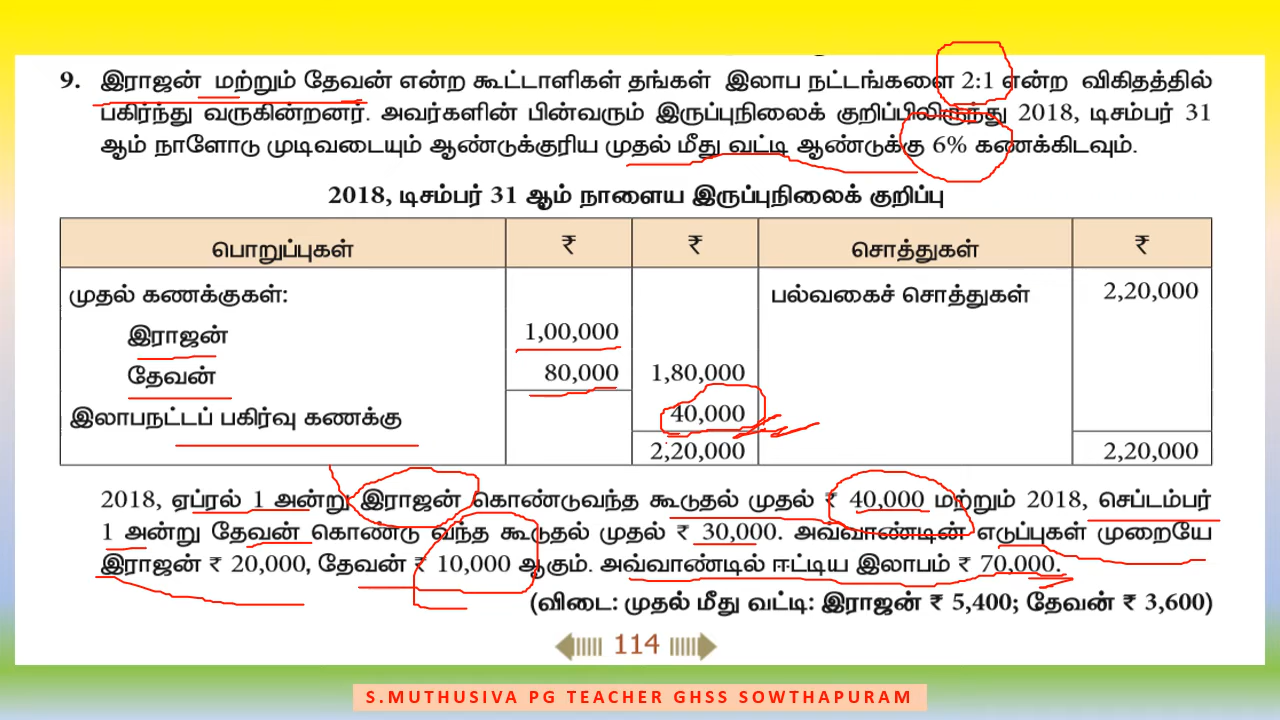 9. இராஜன் மற்றும் தேவன் என்ற கூட்டாளிகள் தங்கள் இலாப நட்டங்களை 2:1 என்ற விகிதத்தில்
பகிர்ந்து வருகின்றனர். அவர்களின் பின்வரும் இருப்புநிலைக் குறிப்பிலிருந்து 2018, டிசம்பர் 31
ஆம் நாளோடு முடிவடையும் ஆண்டுக்குரிய முதல் மீது வட்டி ஆண்டுக்கு 6% கணக்கிடவும்.
2018, டிசம்பர் 31 ஆம் நாளைய இருப்புநிலைக் குறிப்பு
பொறுப்புகள் ₹ ₹ சொத்துகள் ₹
முதல் கணக்குகள்: பல்வகைச் சொத்துகள் 2,20,000
இராஜன் 1,00,000
தேவன் 80,000 1,80,000
இலாபநட்டப் பகிர்வு கணக்கு 40,000
2,20,000 2,20,000
2018, ஏப்ரல் 1 அன்று இராஜன் கொண்டுவந்த கூடுதல் முதல் ₹ 40,000 மற்றும் 2018, செப்டம்பர்
1 அன்று தேவன் கொண்டு வந்த கூடுதல் முதல் ₹ 30,000. அவ்வாண்டின் எடுப்புகள் முறையே
இராஜன் ₹ 20,000, தேவன் ₹ 10,000 ஆகும். அவ்வாண்டில் ஈட்டிய இலாபம் ₹ 70,000.
(விடை: முதல் மீது வட்டி: இராஜன் ₹ 5,400; தேவன் ₹ 3,600)
114
S.MUTHUSIVA PG TEACHER GHSS SOWTHAPURAM